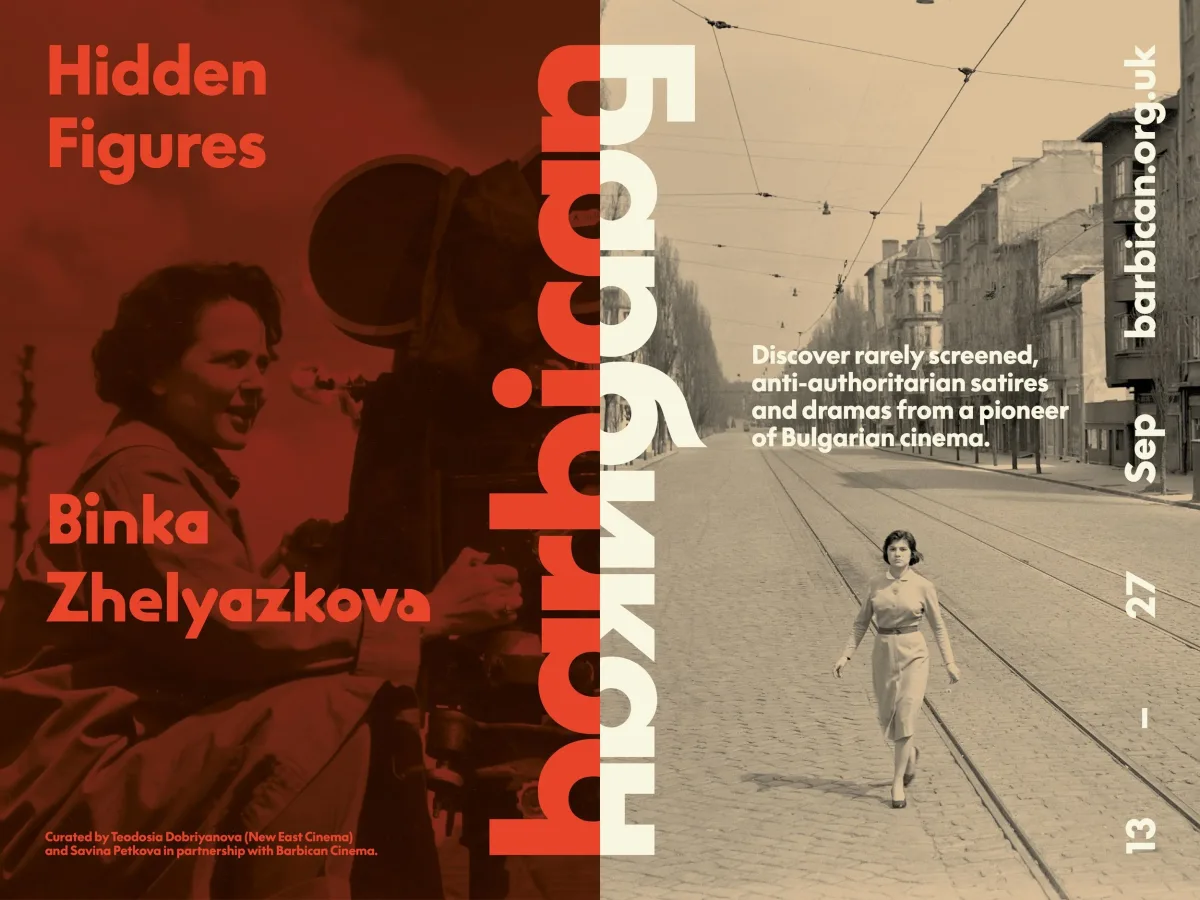 Hidden
Figures
Binka
Zhelyazkova
Curated by Teodosia Dobriyanova (New East Cinema)
and Savina Petkova in partnership with Barbican Cinema.
barbican
Барбикан
Discover rarely screened,
anti-authoritarian satires
and dramas from a pioneer
of Bulgarian cinema.
13 – 27 Sep barbican.org.uk